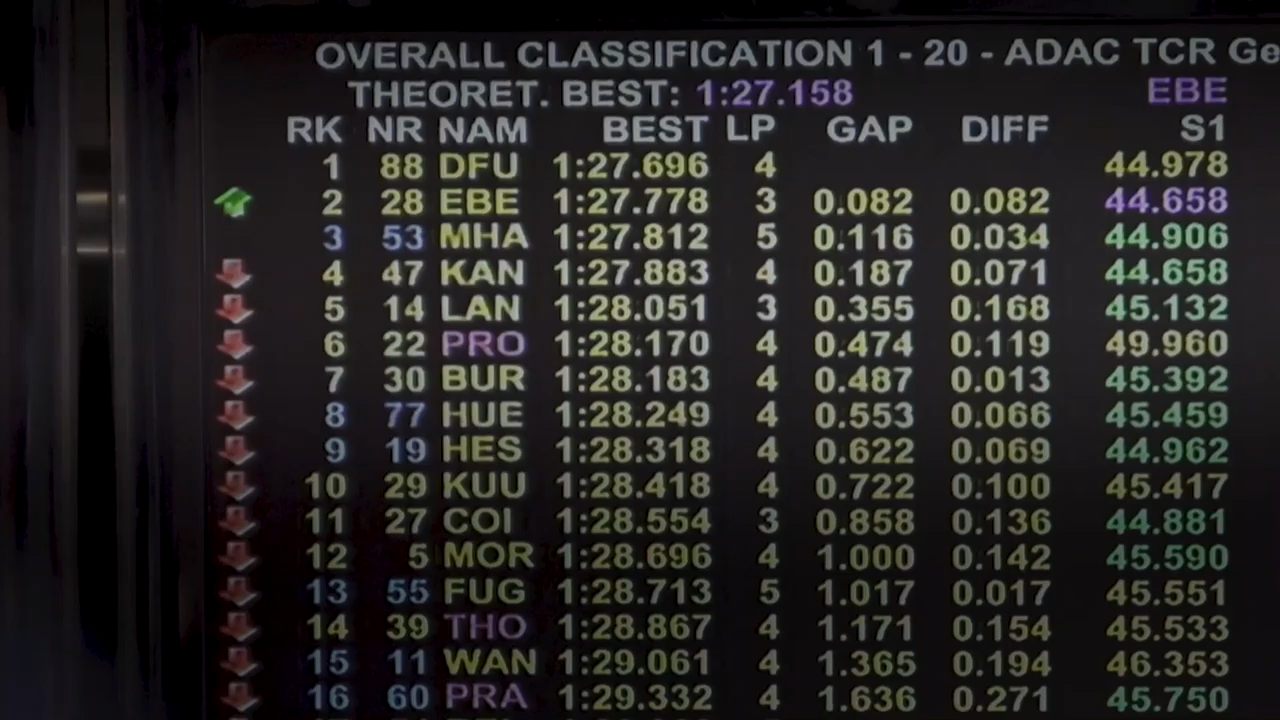 OVERALL CLASSIFICATION 1 - 20 - ADAC TCR Ge
THEORET. BEST: 1:27.158 EBE
RK NR NAM BEST LP GAP DIFF S1
1 88 DFU 1:27.696 4 44.978
2 28 EBE 1:27.778 3 0.082 0.082 44.658
3 53 MHA 1:27.812 5 0.116 0.034 44.906
4 47 KAN 1:27.883 4 0.187 0.071 44.658
5 14 LAN 1:28.051 3 0.355 0.168 45.132
6 22 PRO 1:28.170 4 0.474 0.119 49.960
7 30 BUR 1:28.183 4 0.487 0.013 45.392
8 77 HUE 1:28.249 4 0.553 0.066 45.459
9 19 HES 1:28.318 4 0.622 0.069 44.962
10 29 KUU 1:28.418 4 0.722 0.100 45.417
11 27 COI 1:28.554 3 0.858 0.136 44.881
12 5 MOR 1:28.696 4 1.000 0.142 45.590
13 55 FUG 1:28.713 5 1.017 0.017 45.551
14 39 THO 1:28.867 4 1.171 0.154 45.533
15 11 WAN 1:29.061 4 1.365 0.194 46.353
16 60 PRA 1:29.332 4 1.636 0.271 45.750